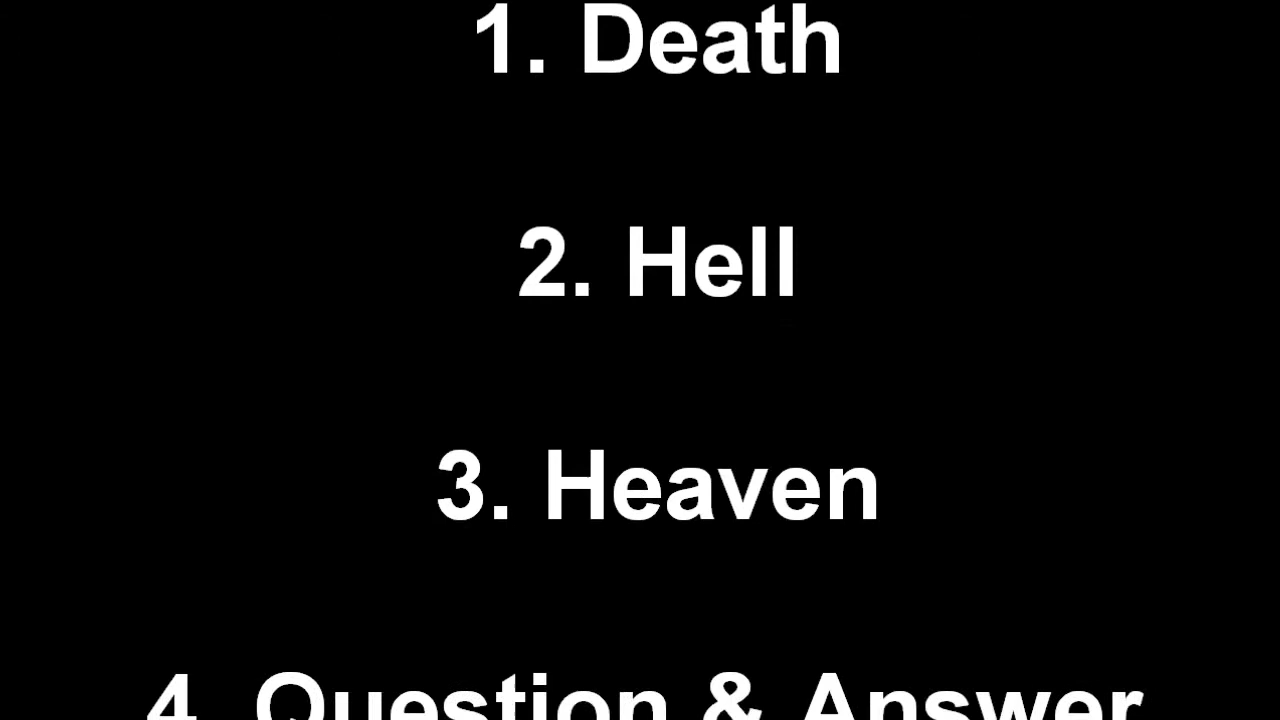 1. Death
2. Hell
3. Heaven
4. Question & Answer